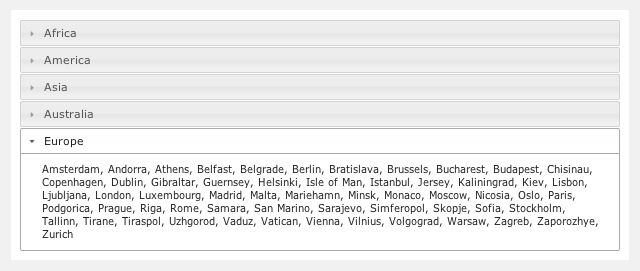 Africa
America
Asia
Australia
Europe
Amsterdam, Andorra, Athens, Belfast, Belgrade, Berlin, Bratislava, Brussels, Bucharest, Budapest, Chisinau,
Copenhagen, Dublin, Gibraltar, Guernsey, Helsinki, Isle of Man, Istanbul, Jersey, Kaliningrad, Kiev, Lisbon,
Ljubljana, London, Luxembourg, Madrid, Malta, Mariehamn, Minsk, Monaco, Moscow, Nicosia, Oslo, Paris,
Podgorica, Prague, Riga, Rome, Samara, San Marino, Sarajevo, Simferopol, Skopje, Sofia, Stockholm,
Tallinn, Tirane, Tiraspol, Uzhgorod, Vaduz, Vatican, Vienna, Vilnius, Volgograd, Warsaw, Zagreb, Zaporozhye,
Zurich